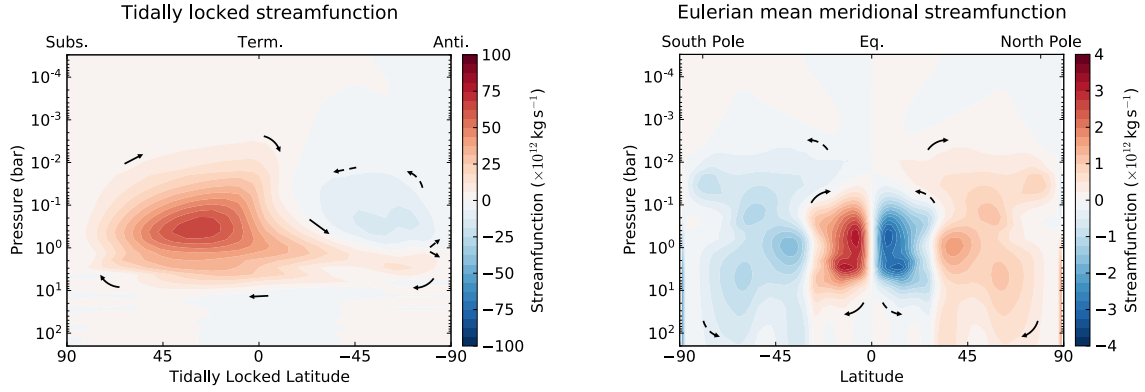 Tidally locked streamfunction
Subs. Term. Anti.
10⁻⁴
10⁻³
10⁻²
10⁻¹
10⁰
10¹
10²
Pressure (bar)
90 45 0 −45 −90
Tidally Locked Latitude
100
75
50
25
0
−25
−50
−75
−100
Streamfunction (×10¹² kg s⁻¹)
Eulerian mean meridional streamfunction
South Pole Eq. North Pole
10⁻⁴
10⁻³
10⁻²
10⁻¹
10⁰
10¹
10²
Pressure (bar)
−90 −45 0 45 90
Latitude
4
3
2
1
0
−1
−2
−3
−4
Streamfunction (×10¹² kg s⁻¹)